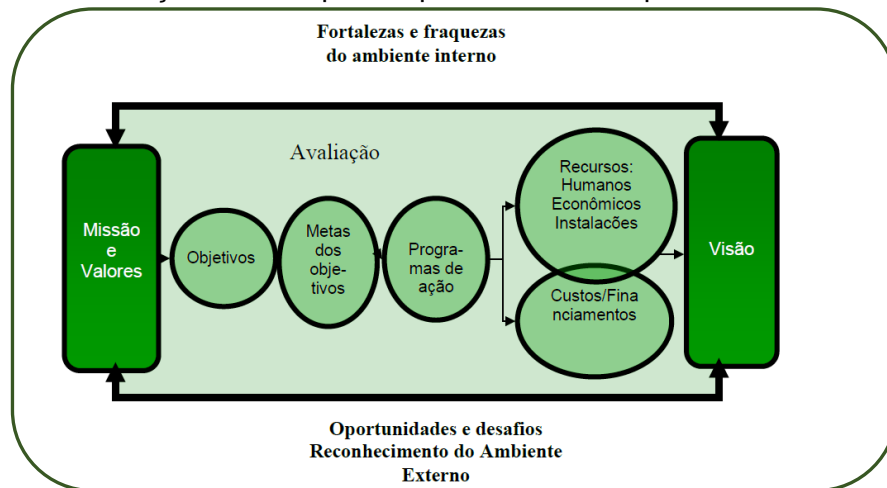 Fortalezas e fraquezas
do ambiente interno
Avaliação
Missão
e
Valores
Objetivos
Metas
dos
obje-
tivos
Progra-
mas de
ação
Recursos:
Humanos
Econômicos
Instalacões
Custos/Fina
nciamentos
Visão
Oportunidades e desafios
Reconhecimento do Ambiente
Externo